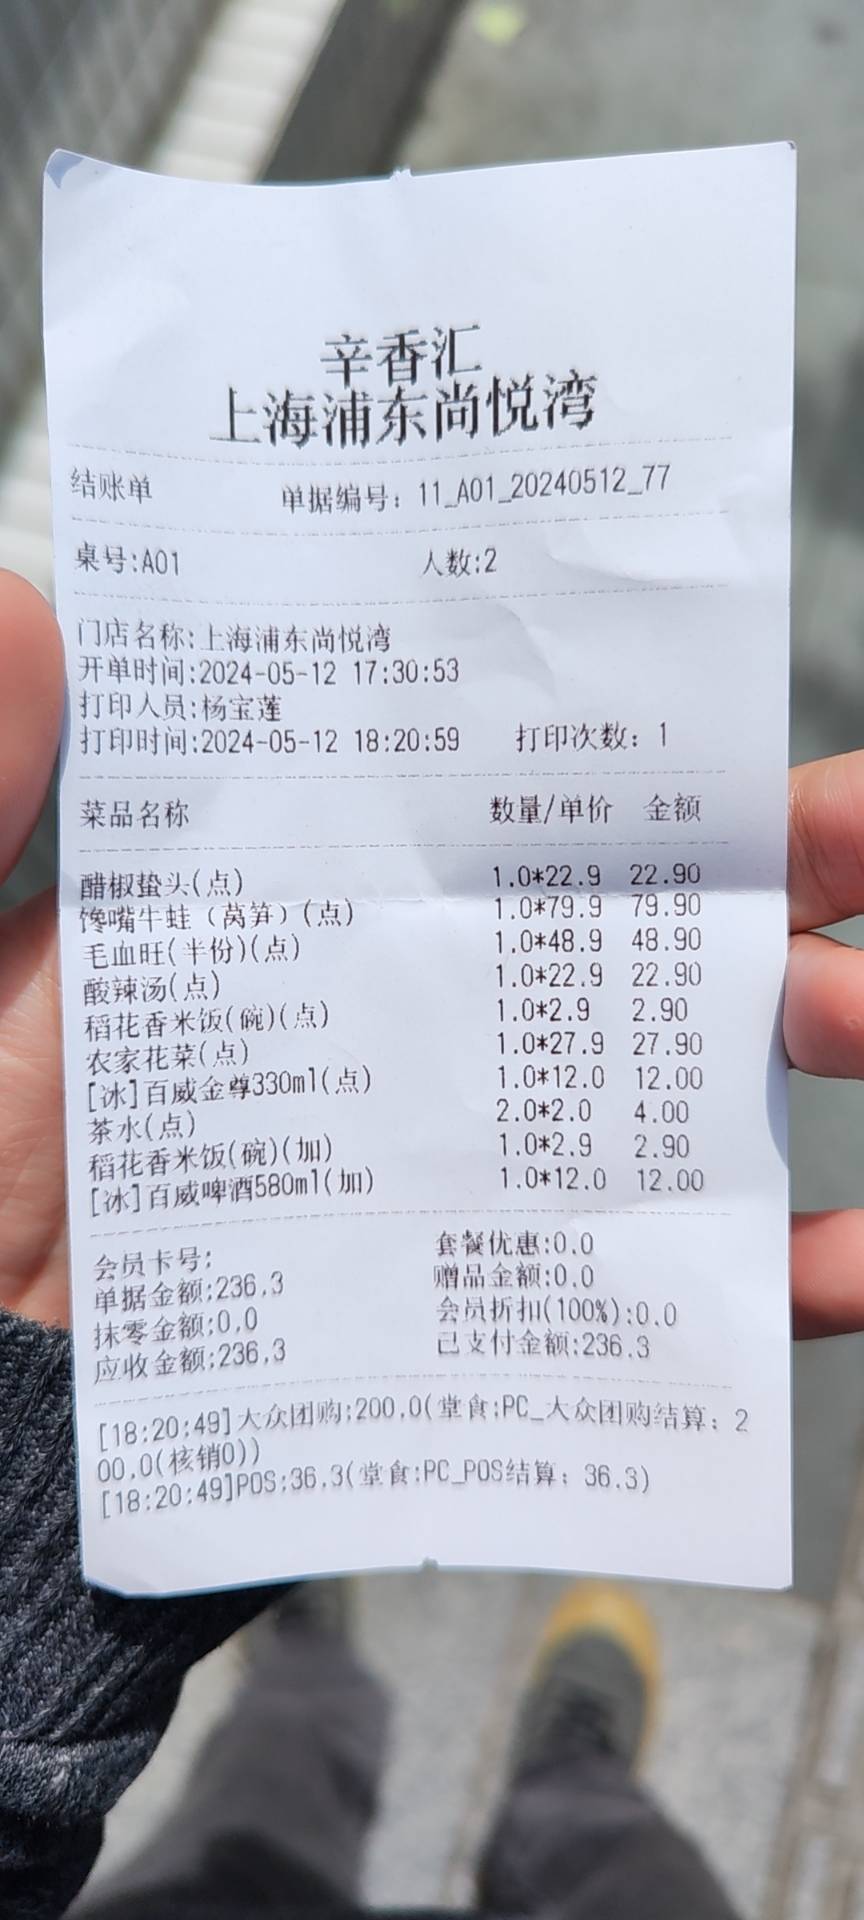 辛香汇
上海浦东尚悦湾
结账单 单据编号：11_A01_20240512_77
桌号:A01 人数:2
门店名称:上海浦东尚悦湾
开单时间:2024-05-12 17:30:53
打印人员:杨宝莲
打印时间:2024-05-12 18:20:59 打印次数：1
菜品名称 数量/单价 金额
醋椒蛰头(点) 1.0*22.9 22.90
馋嘴牛蛙（莴笋）(点) 1.0*79.9 79.90
毛血旺(半份)(点) 1.0*48.9 48.90
酸辣汤(点) 1.0*22.9 22.90
稻花香米饭(碗)(点) 1.0*2.9 2.90
农家花菜(点) 1.0*27.9 27.90
[冰]百威金尊330ml(点) 1.0*12.0 12.00
茶水(点) 2.0*2.0 4.00
稻花香米饭(碗)(加) 1.0*2.9 2.90
[冰]百威啤酒580ml(加) 1.0*12.0 12.00
会员卡号: 套餐优惠:0.0
单据金额:236.3 赠品金额:0.0
抹零金额:0.0 会员折扣(100%):0.0
应收金额:236.3 已支付金额:236.3
[18:20:49]大众团购:200.0(堂食:PC_大众团购结算：2
00.0(核销0))
[18:20:49]POS:36.3(堂食:PC_POS结算：36.3)